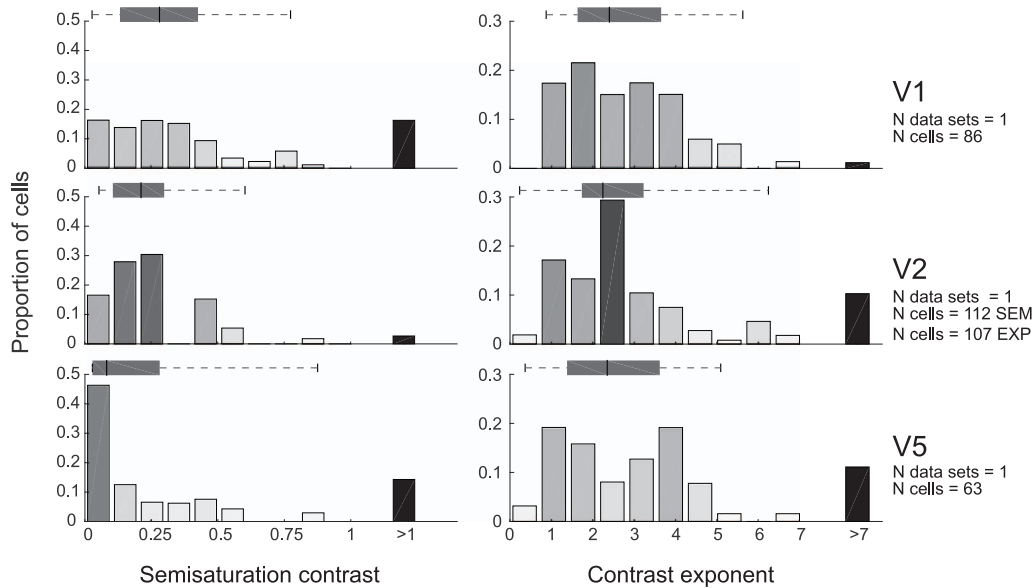 0.5
0.4
0.3
0.2
0.1
0
0.3
0.2
0.1
0
V1
N data sets = 1
N cells = 86
Proportion of cells
0.5
0.4
0.3
0.2
0.1
0
0.3
0.2
0.1
0
V2
N data sets = 1
N cells = 112 SEM
N cells = 107 EXP
0.5
0.4
0.3
0.2
0.1
0
0.3
0.2
0.1
0
V5
N data sets = 1
N cells = 63
0 0.25 0.5 0.75 1 >1
0 1 2 3 4 5 6 7 >7
Semisaturation contrast
Contrast exponent